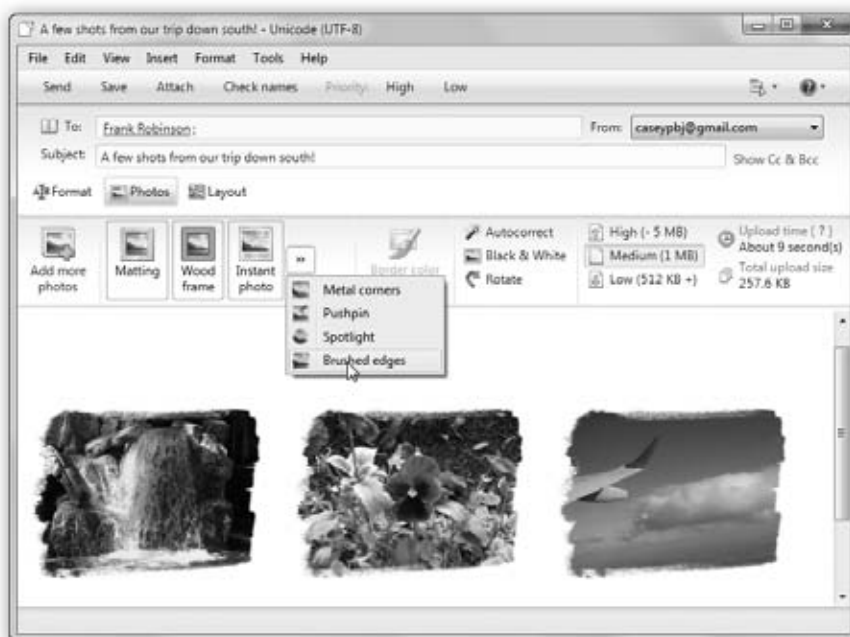 A few shots from our trip down south! - Unicode (UTF-8)
File Edit View Insert Format Tools Help
Send Save Attach Check names Priority: High Low
To: Frank Robinson;
From: caseypbj@gmail.com
Subject: A few shots from our trip down south!
Show Cc & Bcc
Format Photos Layout
Add more photos
Matting
Wood frame
Instant photo
»
Border color
Autocorrect
Black & White
Rotate
High (- 5 MB)
Medium (1 MB)
Low (512 KB +)
Upload time ( ? )
About 9 second(s)
Total upload size
257.6 KB
Metal corners
Pushpin
Spotlight
Brushed edges